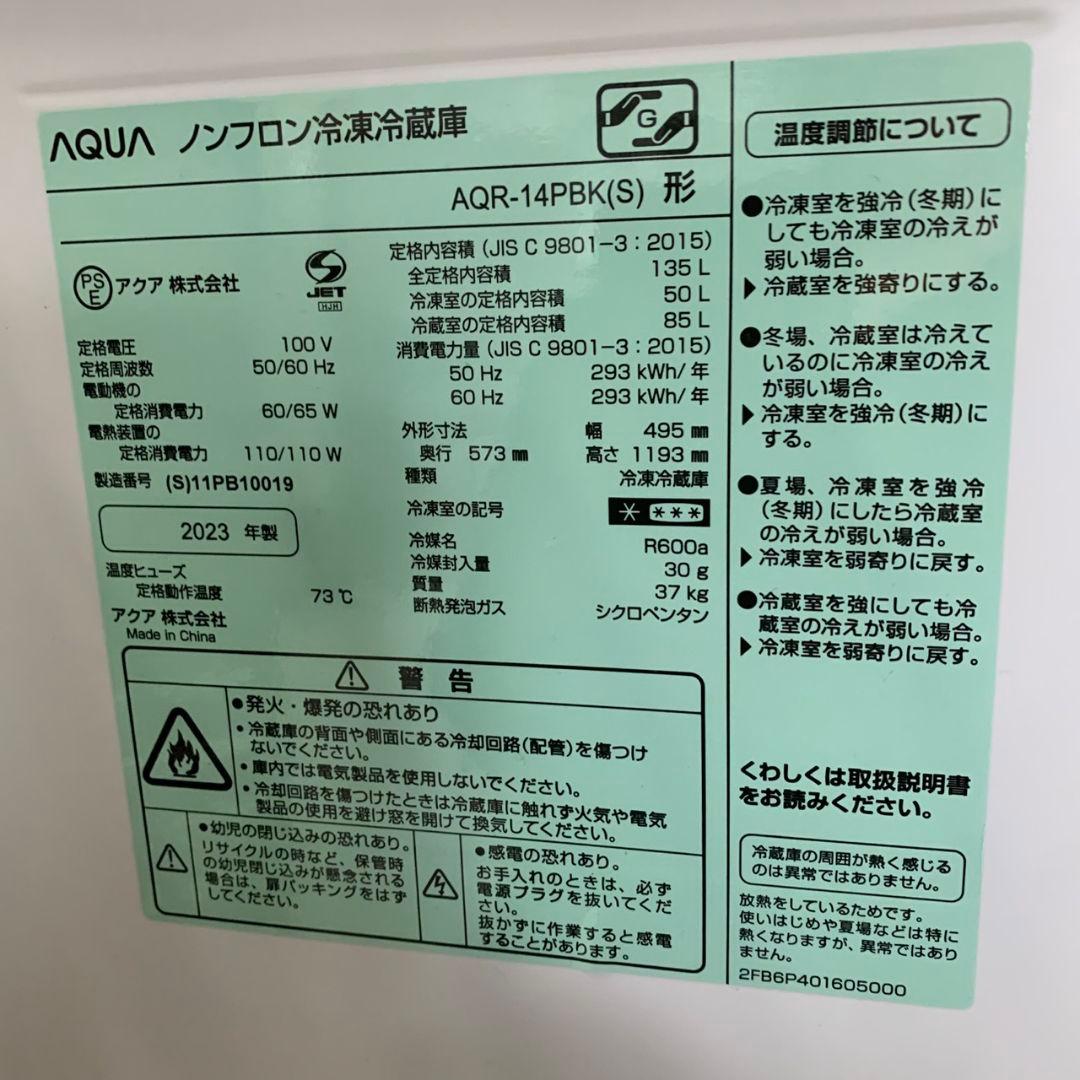 AQUA ノンフロン冷凍冷蔵庫
G
AQR-14PBK(S) 形
PSE アクア 株式会社
JET
HJH
定格電圧 100 V
定格周波数 50/60 Hz
電動機の
定格消費電力 60/65 W
電熱装置の
定格消費電力 110/110 W
製造番号 (S)11PB10019
2023 年製
温度ヒューズ
定格動作温度 73 ℃
アクア 株式会社
Made in China
定格内容積 (JIS C 9801-3 : 2015)
全定格内容積 135 L
冷凍室の定格内容積 50 L
冷蔵室の定格内容積 85 L
消費電力量 (JIS C 9801-3 : 2015)
50 Hz 293 kWh/年
60 Hz 293 kWh/年
外形寸法 幅 495 ㎜
奥行 573 ㎜ 高さ 1193 ㎜
種類 冷凍冷蔵庫
冷凍室の記号 * ***
冷媒名 R600a
冷媒封入量 30 g
質量 37 kg
断熱発泡ガス シクロペンタン
警告
●発火・爆発の恐れあり
・冷蔵庫の背面や側面にある冷却回路(配管)を傷つけ
ないでください。
・庫内では電気製品を使用しないでください。
・冷却回路を傷つけたときは冷蔵庫に触れず火気や電気
製品の使用を避け窓を開けて換気してください。
●幼児の閉じ込みの恐れあり。
リサイクルの時など、保管時
の幼児閉じ込みが懸念される
場合は、扉パッキングをはず
してください。
●感電の恐れあり。
お手入れのときは、必ず
電源プラグを抜いてくだ
さい。
抜かずに作業すると感電
することがあります。
温度調節について
●冷凍室を強冷(冬期)に
しても冷凍室の冷えが
弱い場合。
▶冷蔵室を強寄りにする。
●冬場、冷蔵室は冷えて
いるのに冷凍室の冷え
が弱い場合。
▶冷凍室を強冷(冬期)に
する。
●夏場、冷凍室を強冷
(冬期)にしたら冷蔵室
の冷えが弱い場合。
▶冷凍室を弱寄りに戻す。
●冷蔵室を強にしても冷
蔵室の冷えが弱い場合。
▶冷凍室を弱寄りに戻す。
くわしくは取扱説明書
をお読みください。
冷蔵庫の周囲が熱く感じる
のは異常ではありません。
放熱をしているためです。
使いはじめや夏場などは特に
熱くなりますが、異常ではあり
ません。
2FB6P401605000